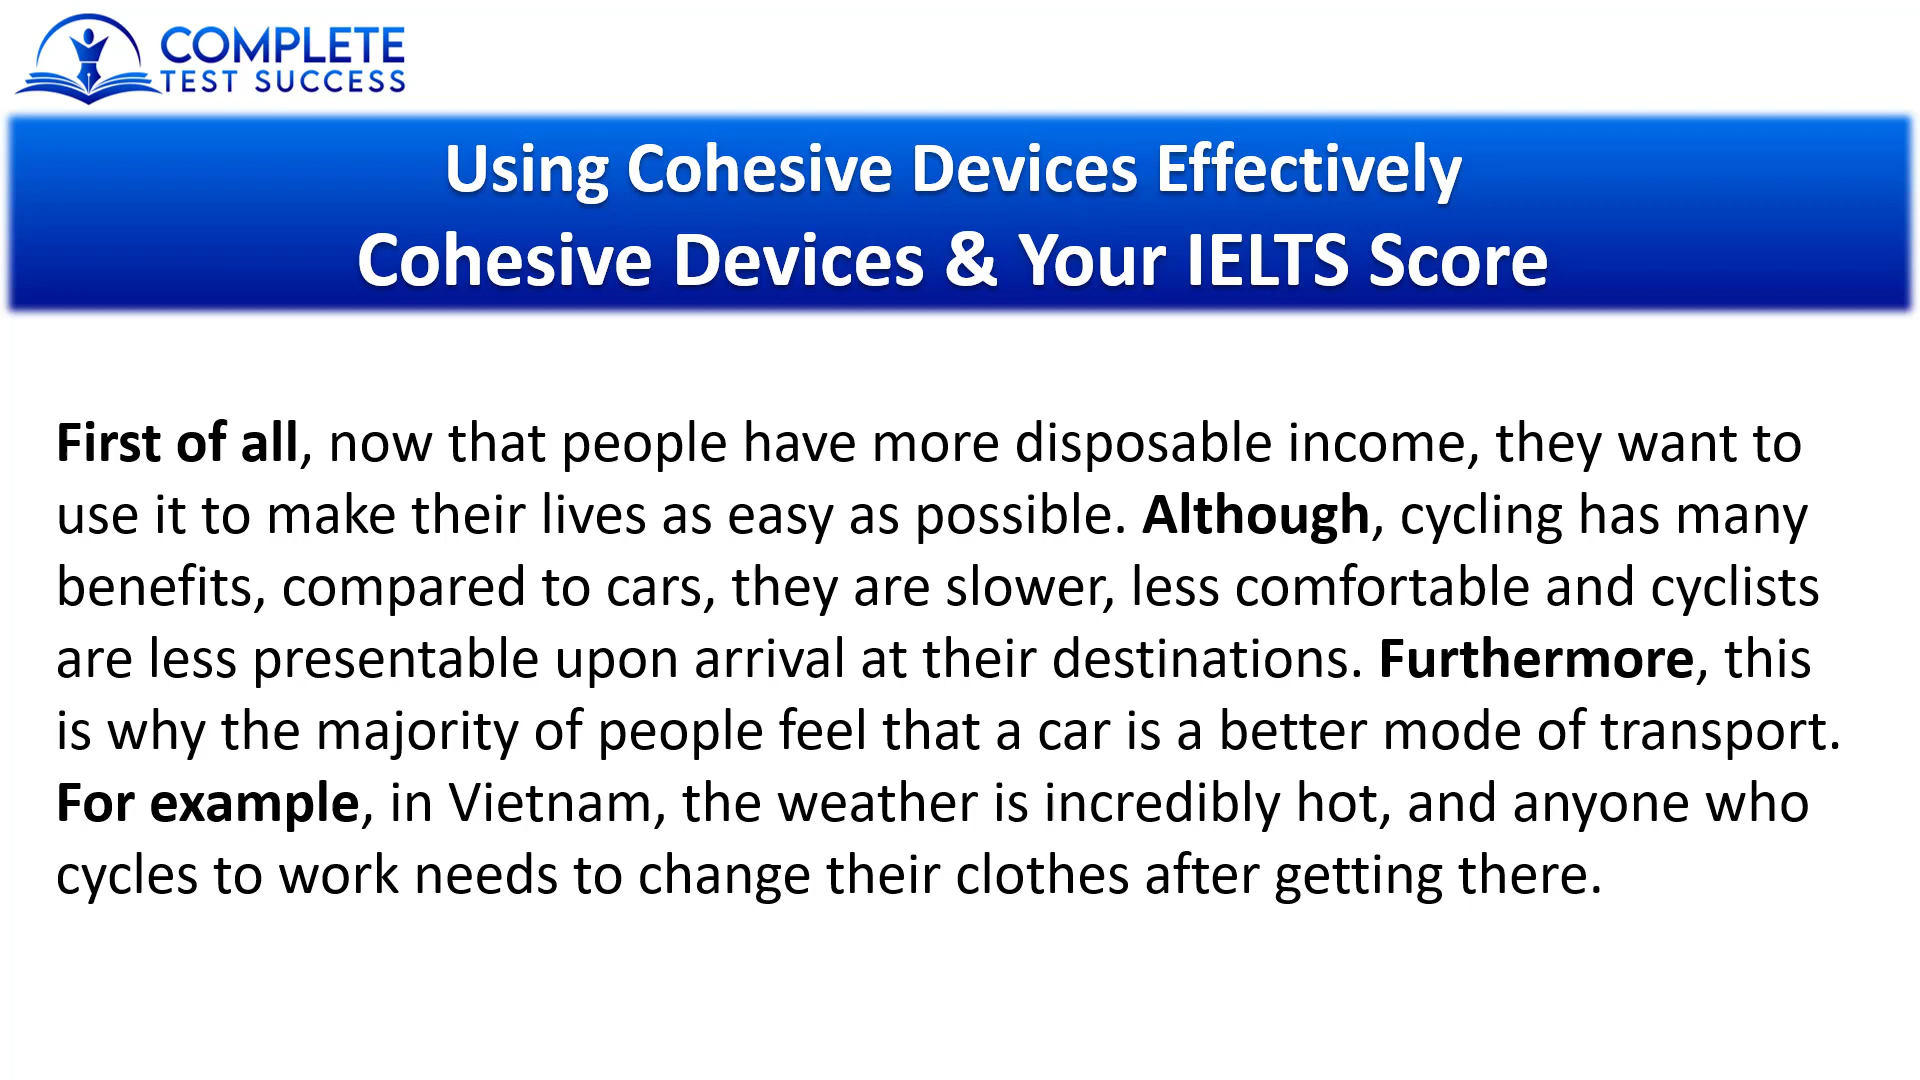 COMPLETE
TEST SUCCESS
Using Cohesive Devices Effectively
Cohesive Devices & Your IELTS Score
First of all, now that people have more disposable income, they want to
use it to make their lives as easy as possible. Although, cycling has many
benefits, compared to cars, they are slower, less comfortable and cyclists
are less presentable upon arrival at their destinations. Furthermore, this
is why the majority of people feel that a car is a better mode of transport.
For example, in Vietnam, the weather is incredibly hot, and anyone who
cycles to work needs to change their clothes after getting there.